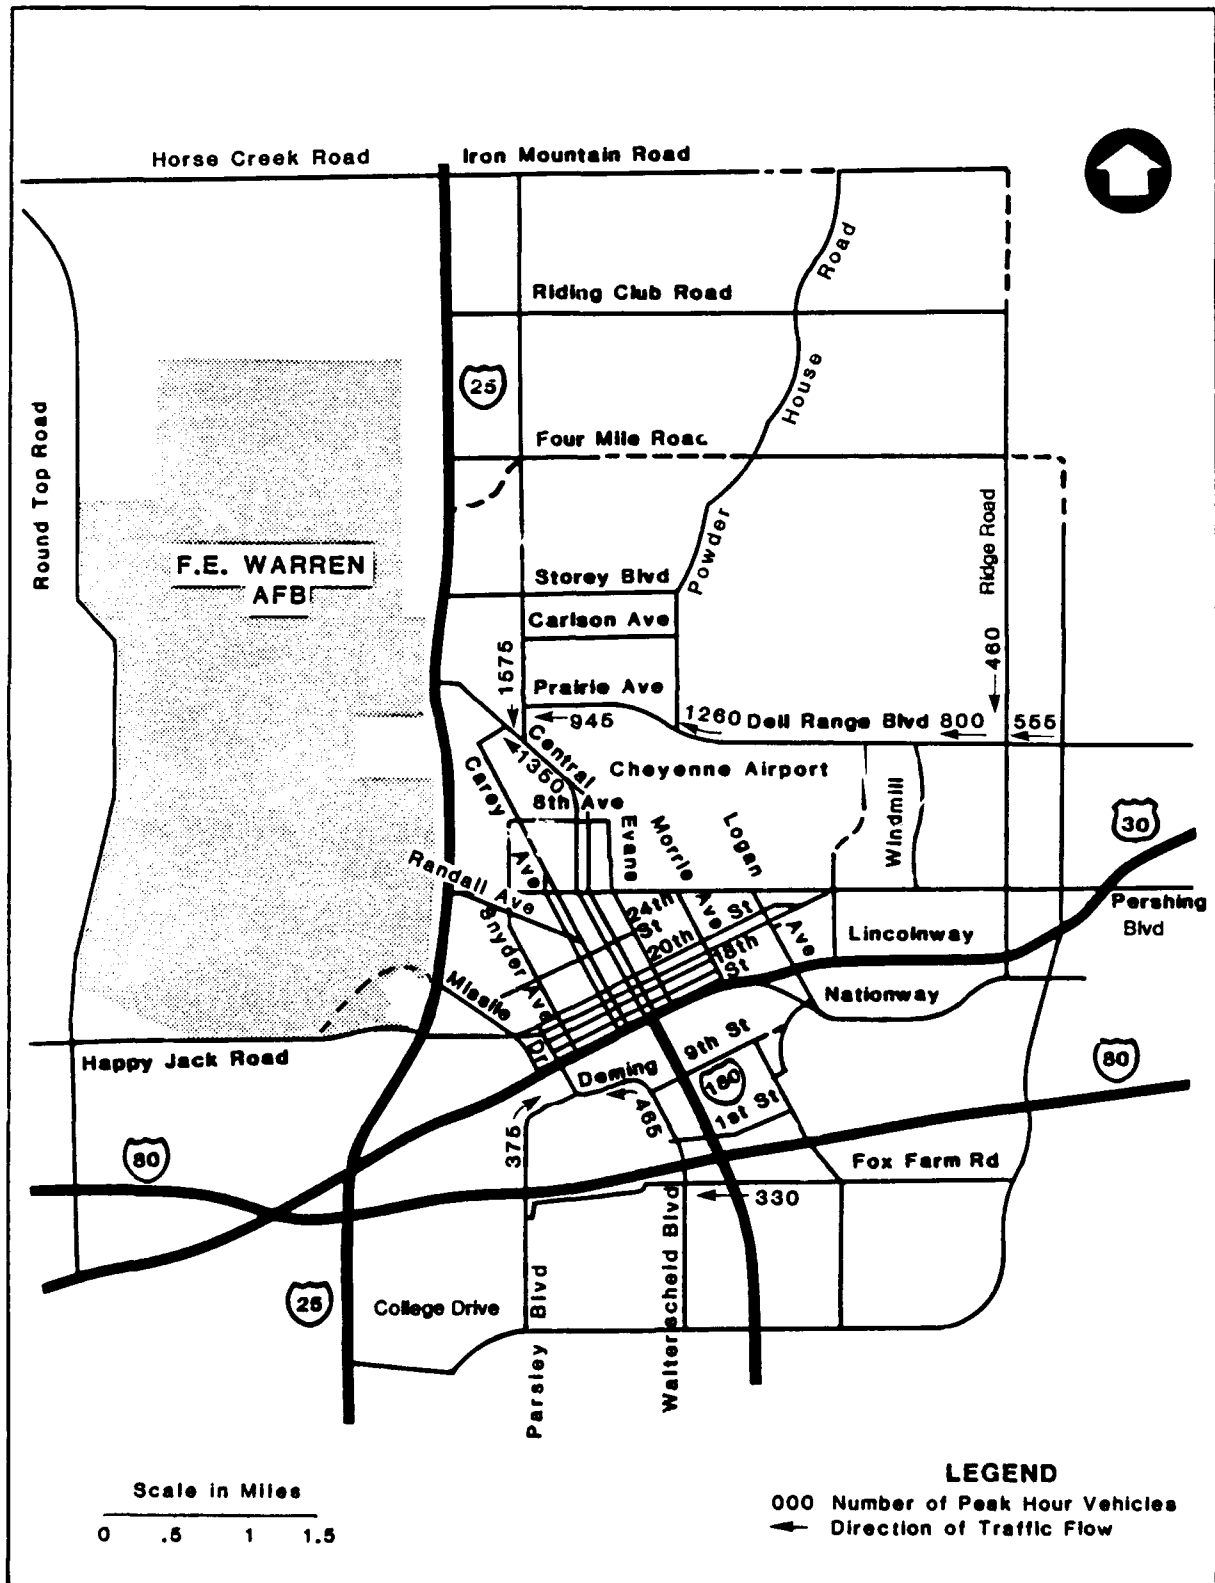 Horse Creek Road
Iron Mountain Road
Road
Riding Club Road
25
House
Round Top Road
Four Mile Road
Powder
Ridge Road
F.E. WARREN
AFB
Storey Blvd
Carlson Ave
1575
460
Prairie Ave
945
1260
Dell Range Blvd
800
555
Central
1350
Carey
Ave
Cheyenne Airport
8th Ave
Evans
Morrie
Ave
Logan
Ave
Windmill
30
Randall Ave
24th
St
Pershing
Blvd
20th St
18th
St
Lincolnway
Snyder Ave
Missile
Dr
Nationway
9th St
Happy Jack Road
Deming
180
80
465
1st St
375
80
Fox Farm Rd
330
25
College Drive
Parsley Blvd
Walterscheid Blvd
Scale in Miles
0 .5 1 1.5
LEGEND
000 Number of Peak Hour Vehicles
Direction of Traffic Flow